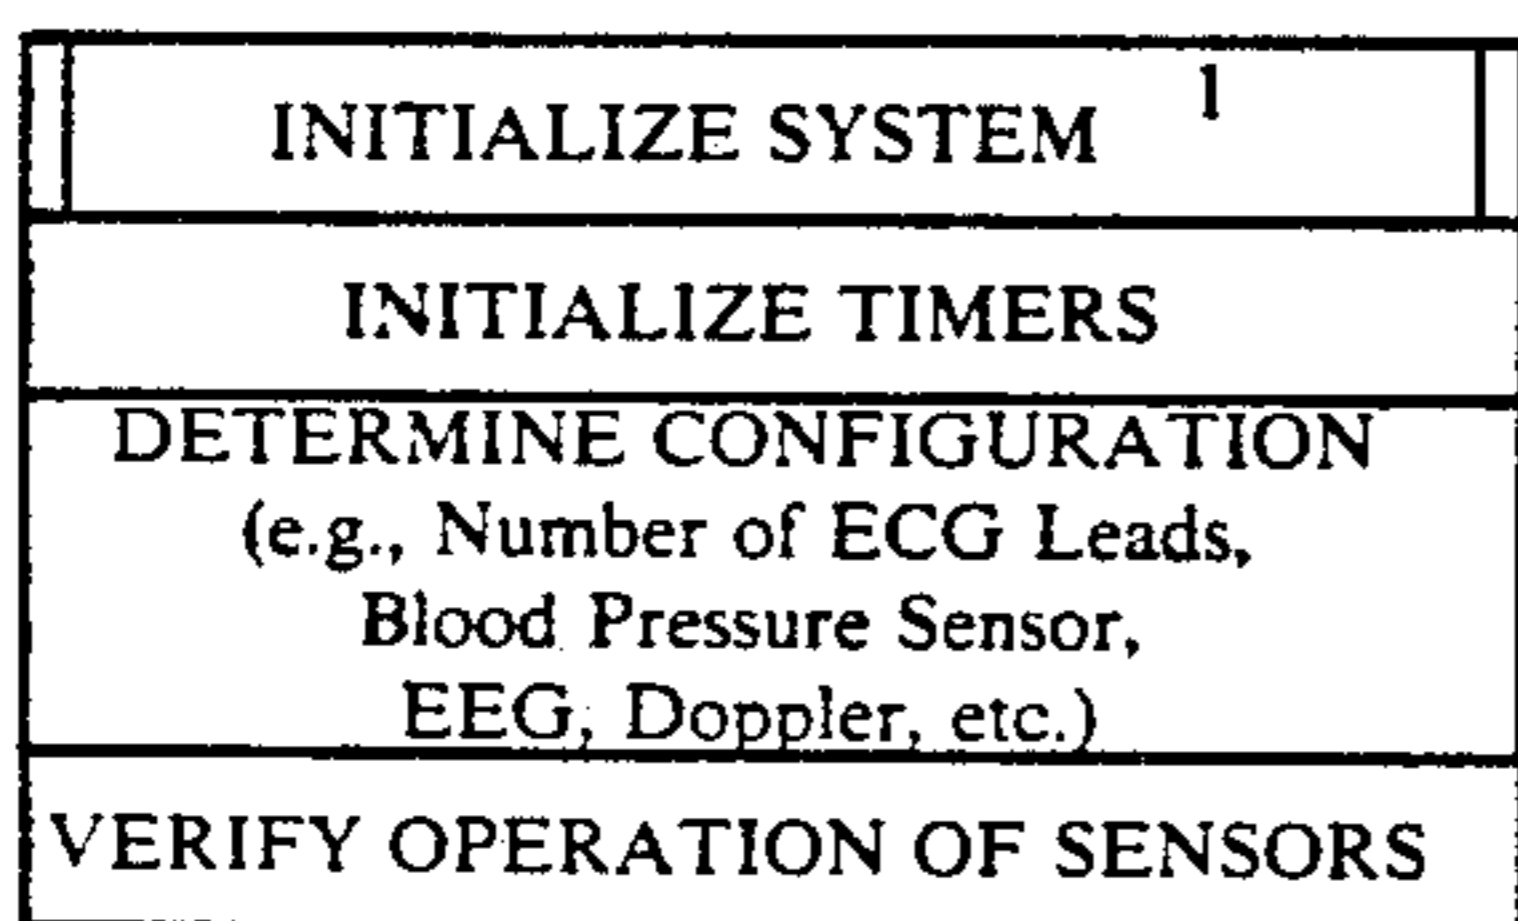 INITIALIZE SYSTEM 1
INITIALIZE TIMERS
DETERMINE CONFIGURATION
(e.g., Number of ECG Leads,
Blood Pressure Sensor,
EEG, Doppler, etc.)
VERIFY OPERATION OF SENSORS